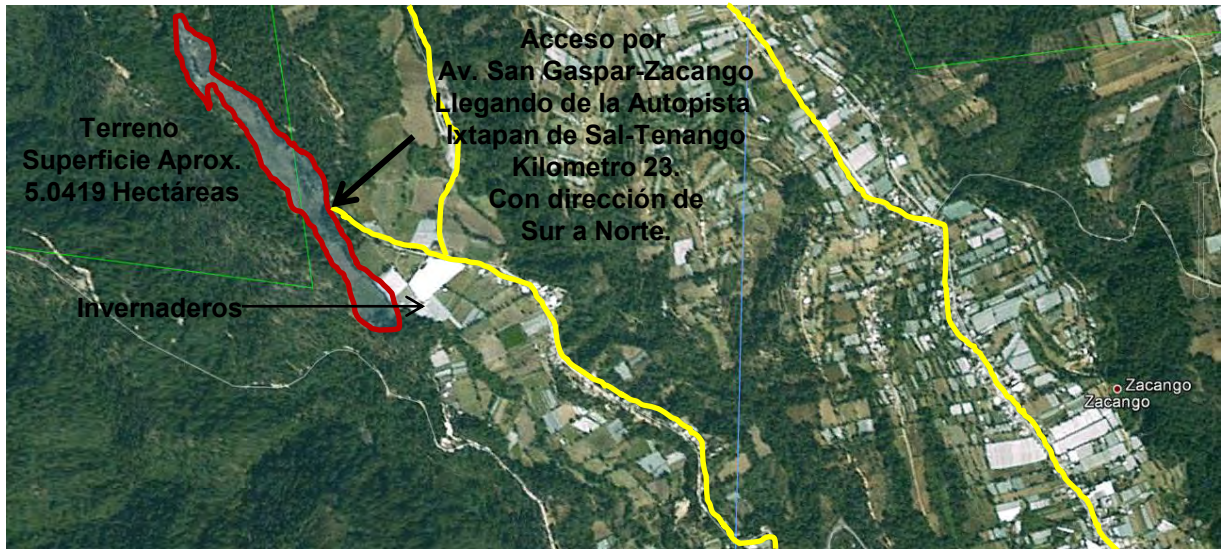 Acceso por
Av. San Gaspar-Zacango
Llegando de la Autopista
Ixtapan de Sal-Tenango
Kilometro 23.
Con dirección de
Sur a Norte.
Terreno
Superficie Aprox.
5.0419 Hectáreas
Invernaderos
Zacango
Zacango